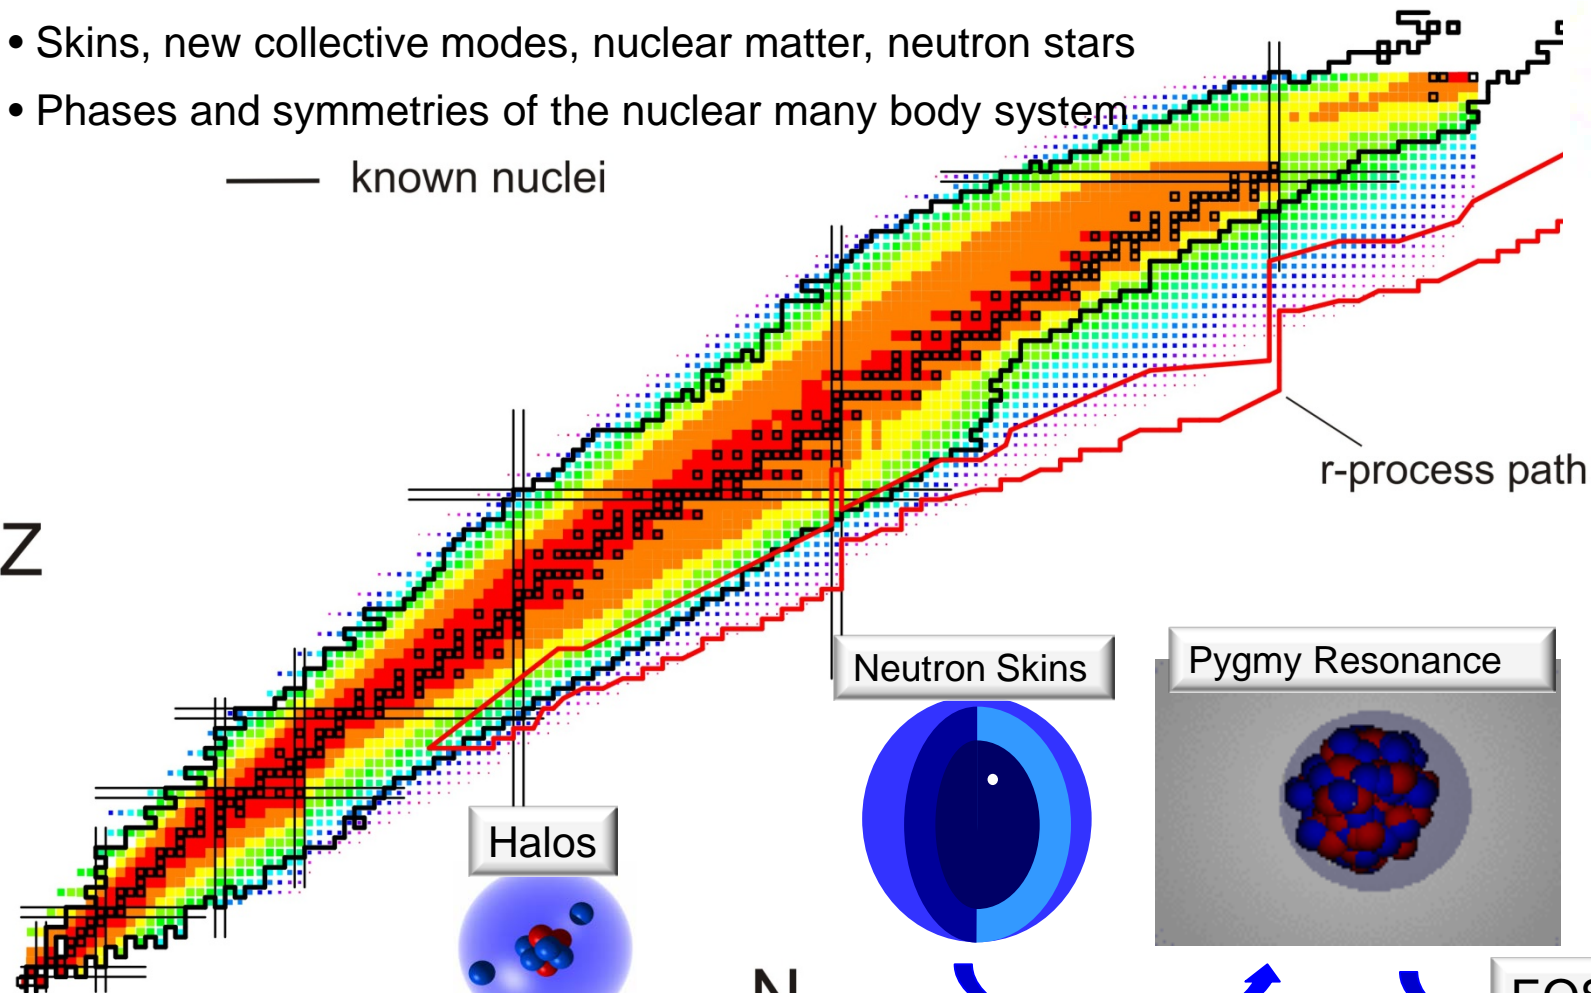 • Skins, new collective modes, nuclear matter, neutron stars
• Phases and symmetries of the nuclear many body system
known nuclei
r-process path
Z
Neutron Skins
Pygmy Resonance
Halos
N